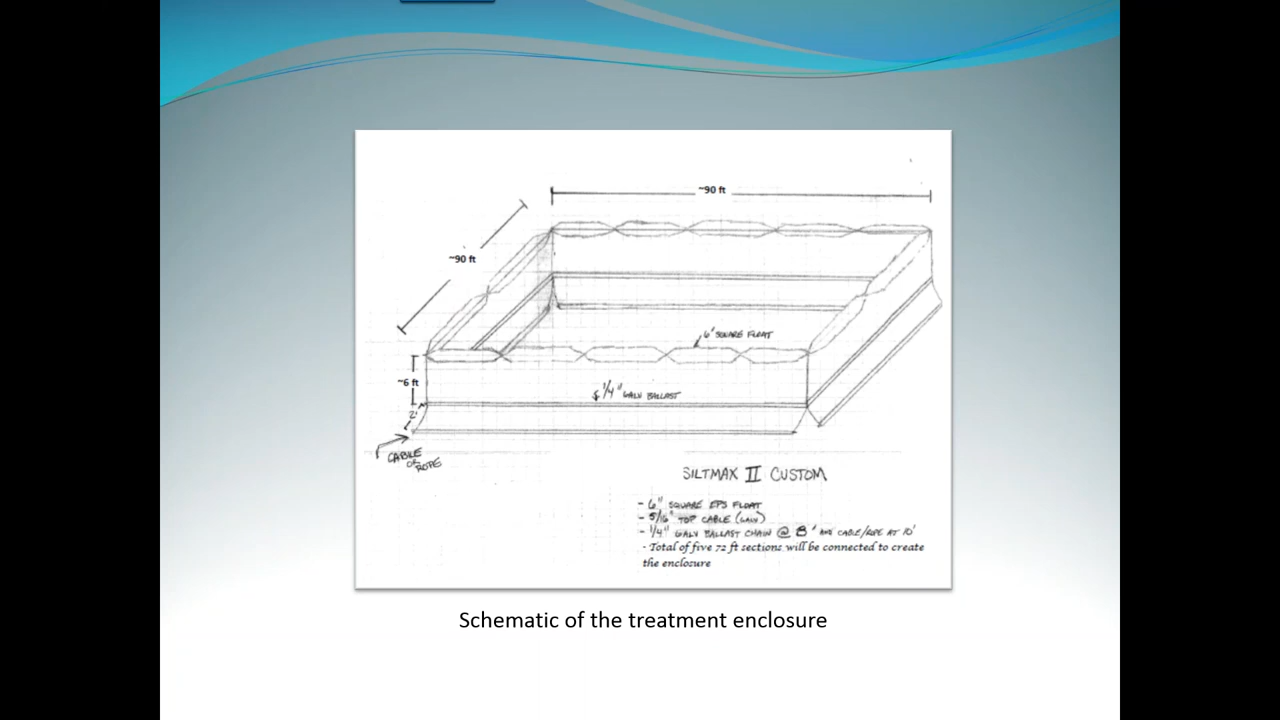 ~90 ft
~90 ft
6" SQUARE FLOAT
~6 ft
1/4" GALV BALLAST
2'
CABLE
OR ROPE
SILTMAX II CUSTOM
- 6" SQUARE EPS FLOAT
- 5/16" TOP CABLE (GALV)
- 1/4" GALV BALLAST CHAIN @ 8' AND CABLE/ROPE AT 10'
- Total of five 72 ft sections will be connected to create
the enclosure
Schematic of the treatment enclosure